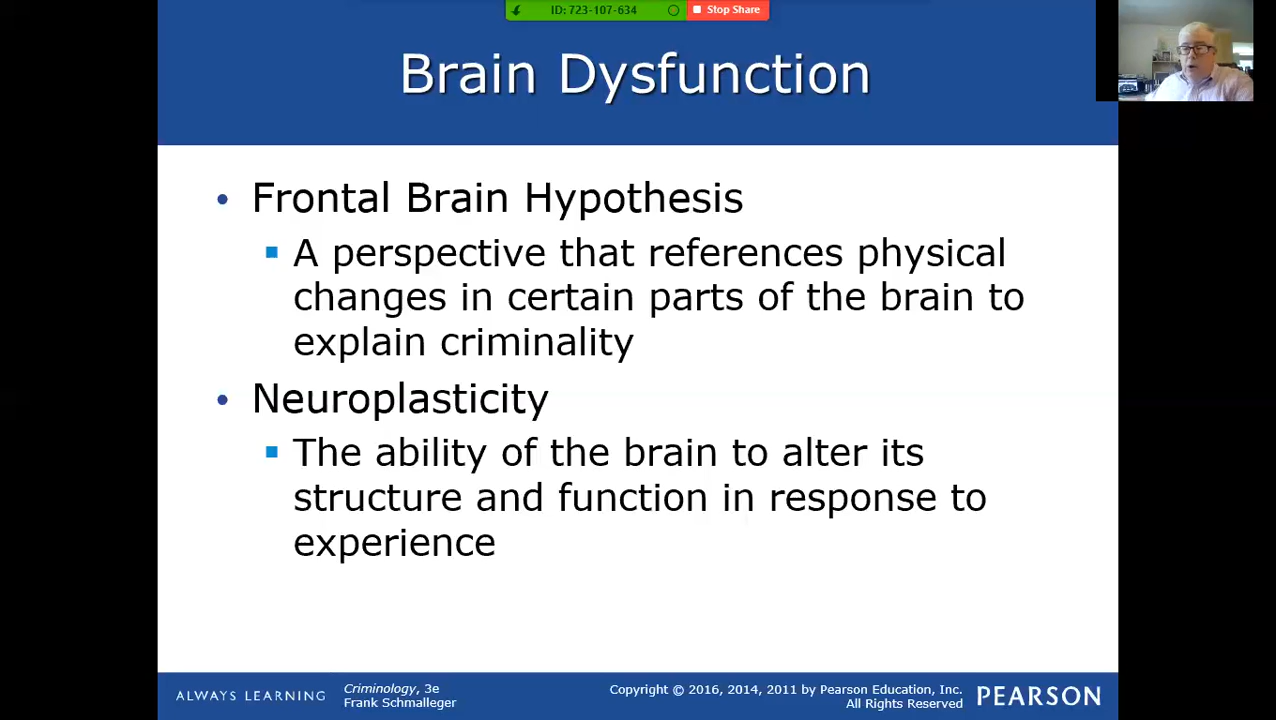 ID: 723-107-634
Stop Share
Brain Dysfunction
• Frontal Brain Hypothesis
▪ A perspective that references physical
changes in certain parts of the brain to
explain criminality
• Neuroplasticity
▪ The ability of the brain to alter its
structure and function in response to
experience
ALWAYS LEARNING
Criminology, 3e
Frank Schmalleger
Copyright © 2016, 2014, 2011 by Pearson Education, Inc.
All Rights Reserved
PEARSON